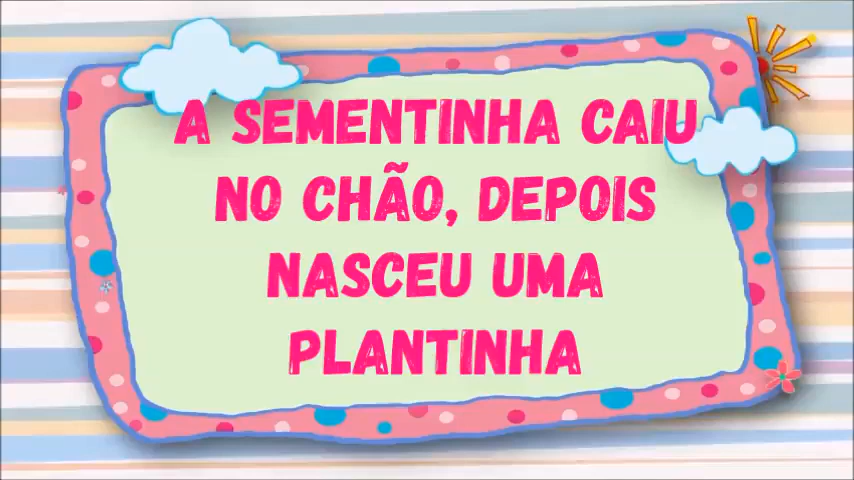 A SEMENTINHA CAIU
NO CHÃO, DEPOIS
NASCEU UMA
PLANTINHA